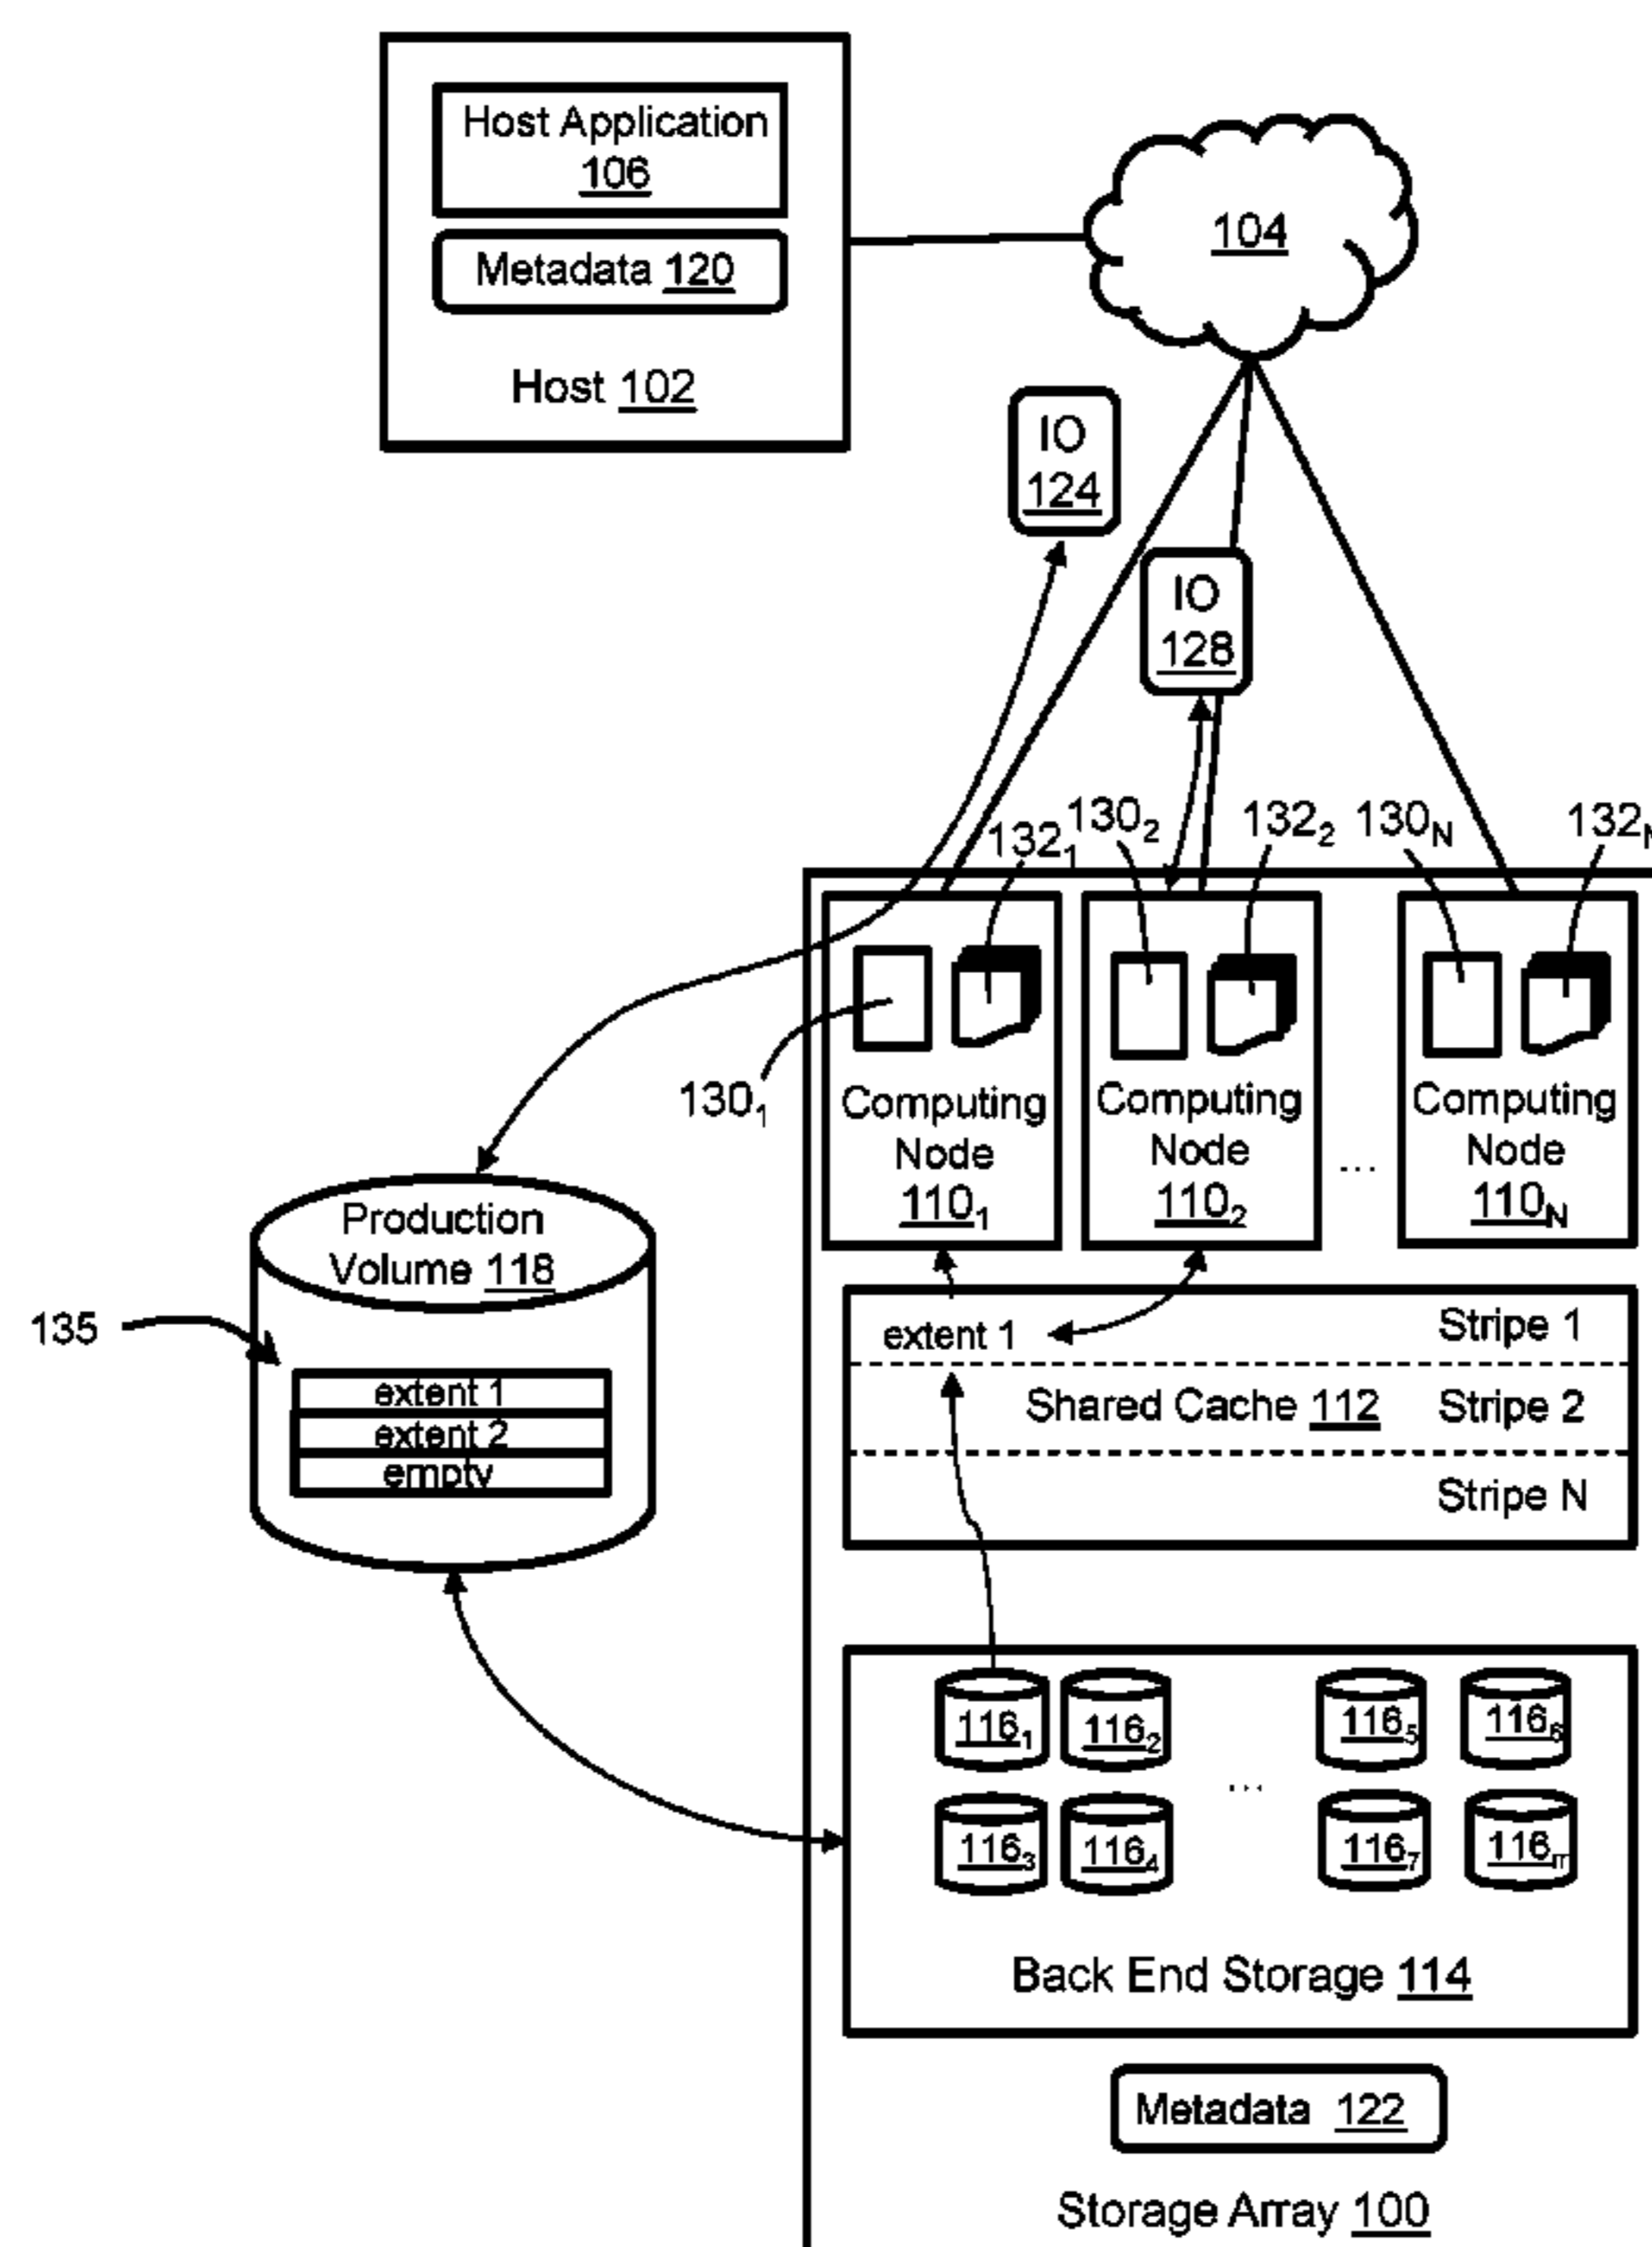 Host Application
106
Metadata 120
Host 102
104
IO
124
IO
128
132₁
130₂
132₂
130N
132N
130₁
Computing
Node
110₁
Computing
Node
110₂
...
Computing
Node
110N
Production
Volume 118
135
extent 1
extent 2
empty
extent 1
Stripe 1
Shared Cache 112
Stripe 2
Stripe N
116₁
116₂
116₅
116₆
...
116₃
116₄
116₇
Back End Storage 114
Metadata 122
Storage Array 100